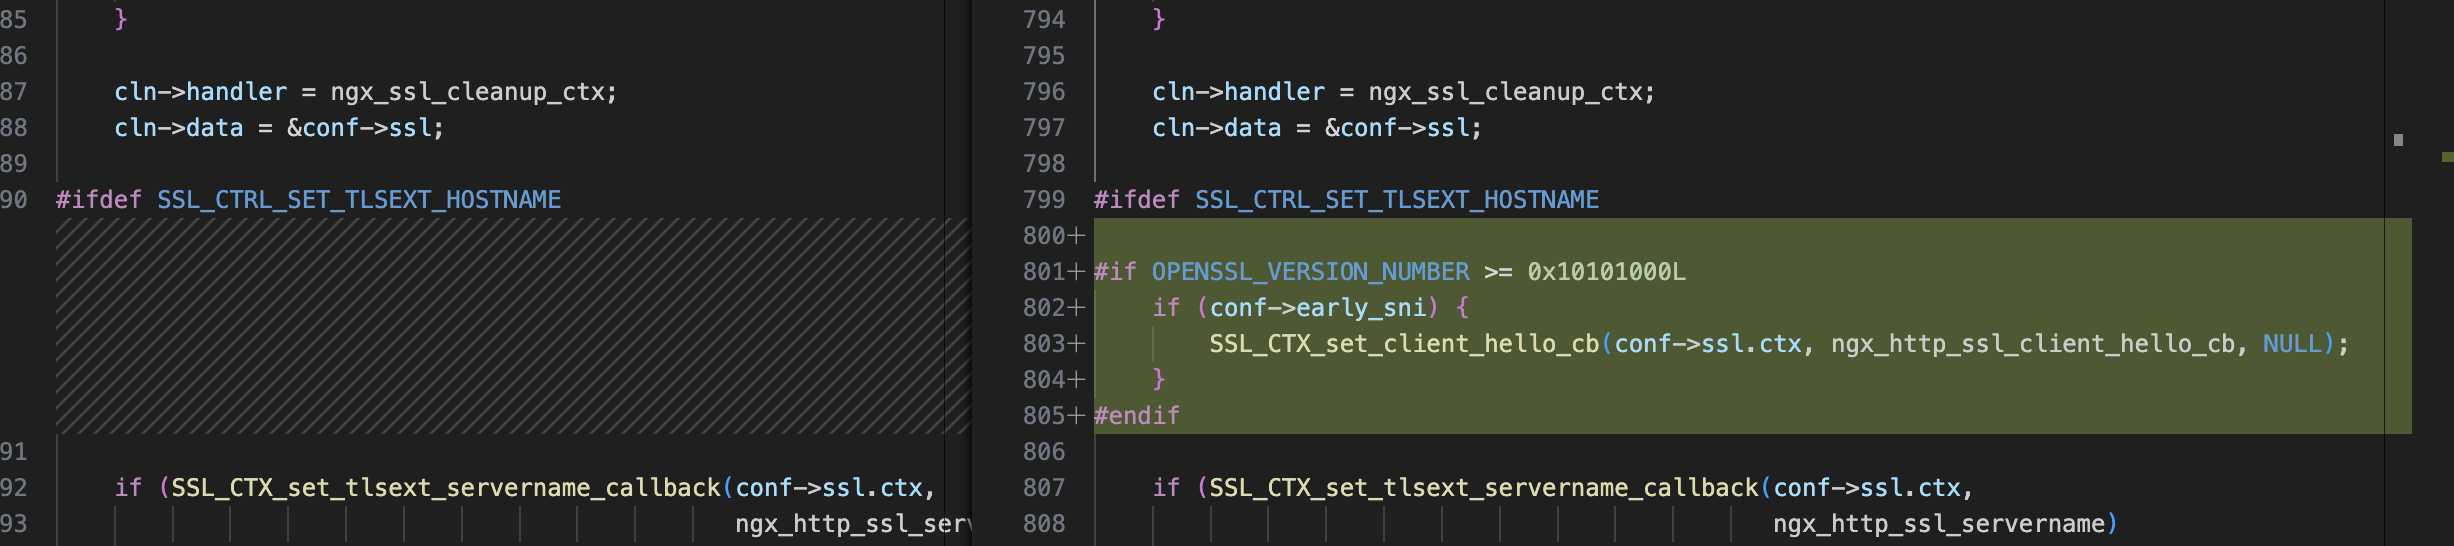 85 }
86
87 cln->handler = ngx_ssl_cleanup_ctx;
88 cln->data = &conf->ssl;
89
90 #ifdef SSL_CTRL_SET_TLSEXT_HOSTNAME
91
92 if (SSL_CTX_set_tlsext_servername_callback(conf->ssl.ctx,
93 ngx_http_ssl_serv
794 }
795
796 cln->handler = ngx_ssl_cleanup_ctx;
797 cln->data = &conf->ssl;
798
799 #ifdef SSL_CTRL_SET_TLSEXT_HOSTNAME
800+
801+ #if OPENSSL_VERSION_NUMBER >= 0x10101000L
802+ if (conf->early_sni) {
803+ SSL_CTX_set_client_hello_cb(conf->ssl.ctx, ngx_http_ssl_client_hello_cb, NULL);
804+ }
805+ #endif
806
807 if (SSL_CTX_set_tlsext_servername_callback(conf->ssl.ctx,
808 ngx_http_ssl_servername)